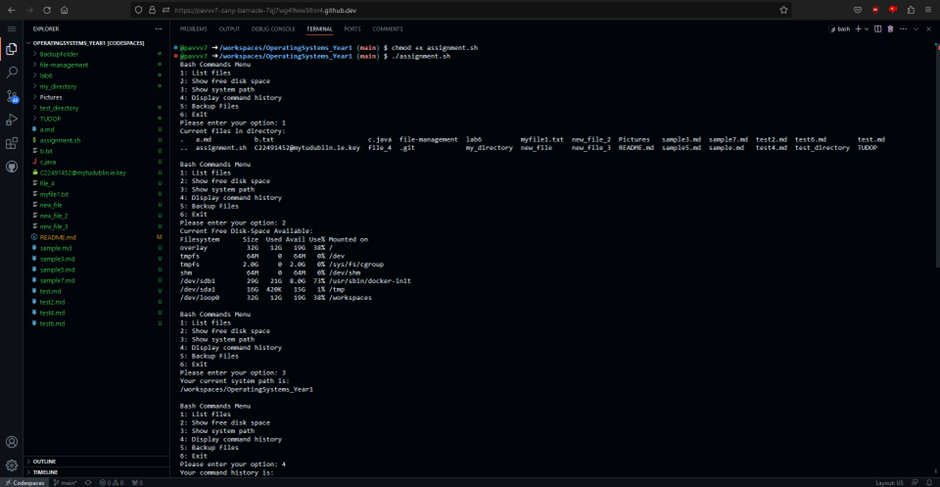 https://pavvv7-zany-barnacle-7qj7wg49ww5fnr4.github.dev
EXPLORER
OPERATINGSYSTEMS_YEAR1 [CODESPACES]
BackupFolder
file-management
lab6
my_directory
Pictures
test_directory
TUDOP
a.md U
assignment.sh U
b.txt U
c.java U
C22491452@mytudublin.ie.key U
file_4 U
myfile1.txt U
new_file U
new_file_2 U
new_file_3 U
README.md M
sample.md U
sample3.md U
sample5.md U
sample7.md U
test.md U
test2.md U
test4.md U
test6.md U
OUTLINE
TIMELINE
PROBLEMS OUTPUT DEBUG CONSOLE TERMINAL PORTS COMMENTS
bash
@pavvv7 ➜ /workspaces/OperatingSystems_Year1 (main) $ chmod +x assignment.sh
@pavvv7 ➜ /workspaces/OperatingSystems_Year1 (main) $ ./assignment.sh
Bash Commands Menu
1: List files
2: Show free disk space
3: Show system path
4: Display command history
5: Backup Files
6: Exit
Please enter your option: 1
Current files in directory:
. a.md b.txt c.java file-management lab6 myfile1.txt new_file_2 Pictures sample3.md sample7.md test2.md test6.md test.md
.. assignment.sh C22491452@mytudublin.ie.key file_4 .git my_directory new_file new_file_3 README.md sample5.md sample.md test4.md test_directory TUDOP
Bash Commands Menu
1: List files
2: Show free disk space
3: Show system path
4: Display command history
5: Backup Files
6: Exit
Please enter your option: 2
Current Free Disk-Space Available:
Filesystem Size Used Avail Use% Mounted on
overlay 32G 12G 19G 38% /
tmpfs 64M 0 64M 0% /dev
tmpfs 2.0G 0 2.0G 0% /sys/fs/cgroup
shm 64M 0 64M 0% /dev/shm
/dev/sdb1 29G 21G 8.0G 73% /usr/sbin/docker-init
/dev/sda1 16G 420K 15G 1% /tmp
/dev/loop0 32G 12G 19G 38% /workspaces
Bash Commands Menu
1: List files
2: Show free disk space
3: Show system path
4: Display command history
5: Backup Files
6: Exit
Please enter your option: 3
Your current system path is:
/workspaces/OperatingSystems_Year1
Bash Commands Menu
1: List files
2: Show free disk space
3: Show system path
4: Display command history
5: Backup Files
6: Exit
Please enter your option: 4
Your command history is:
Codespaces main* 0 0 0 Layout: US